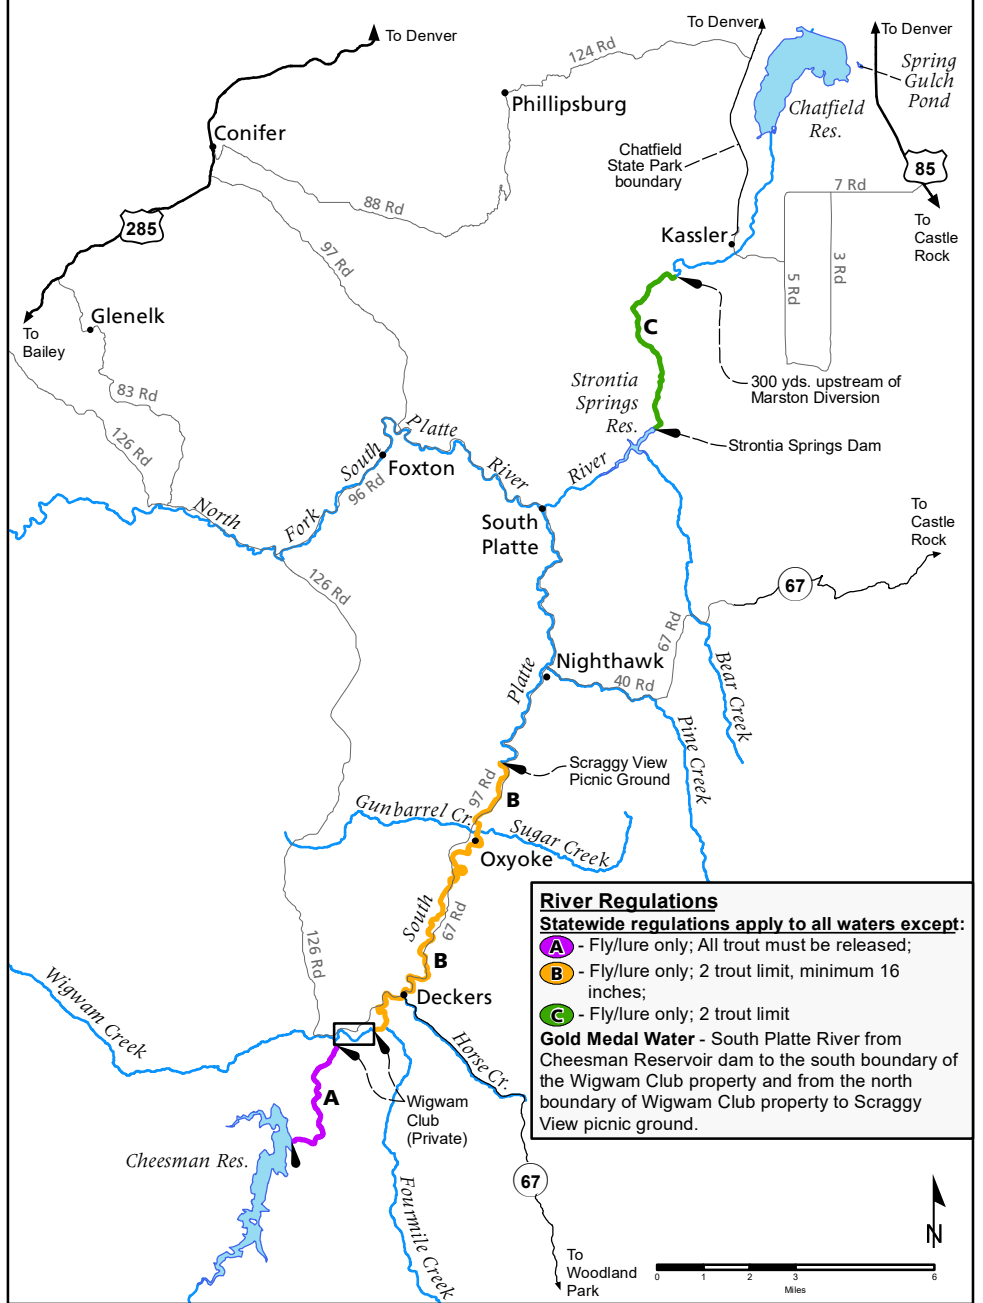 To Denver
To Denver
To Denver
124 Rd
Spring
Gulch
Pond
Phillipsburg
Chatfield
Res.
Conifer
Chatfield
State Park
boundary
85
7 Rd
88 Rd
285
To
Castle
Rock
Kassler
97 Rd
3 Rd
5 Rd
Glenelk
C
To
Bailey
300 yds. upstream of
Marston Diversion
Strontia
Springs
Res.
83 Rd
126 Rd
Platte
Strontia Springs Dam
South
Foxton
River
River
96 Rd
North
Fork
South
Platte
To
Castle
Rock
126 Rd
67
67 Rd
Nighthawk
Platte
40 Rd
Bear Creek
Pine Creek
Scraggy View
Picnic Ground
97 Rd
B
Gunbarrel Cr.
Sugar Creek
Oxyoke
South
67 Rd
126 Rd
B
Wigwam Creek
Deckers
Horse Cr.
A
Wigwam
Club
(Private)
Cheesman Res.
Fourmile Creek
67
To
Woodland
Park
River Regulations
Statewide regulations apply to all waters except:
A - Fly/lure only; All trout must be released;
B - Fly/lure only; 2 trout limit, minimum 16
inches;
C - Fly/lure only; 2 trout limit
Gold Medal Water - South Platte River from
Cheesman Reservoir dam to the south boundary of
the Wigwam Club property and from the north
boundary of Wigwam Club property to Scraggy
View picnic ground.
N
0 1 2 3 6
Miles